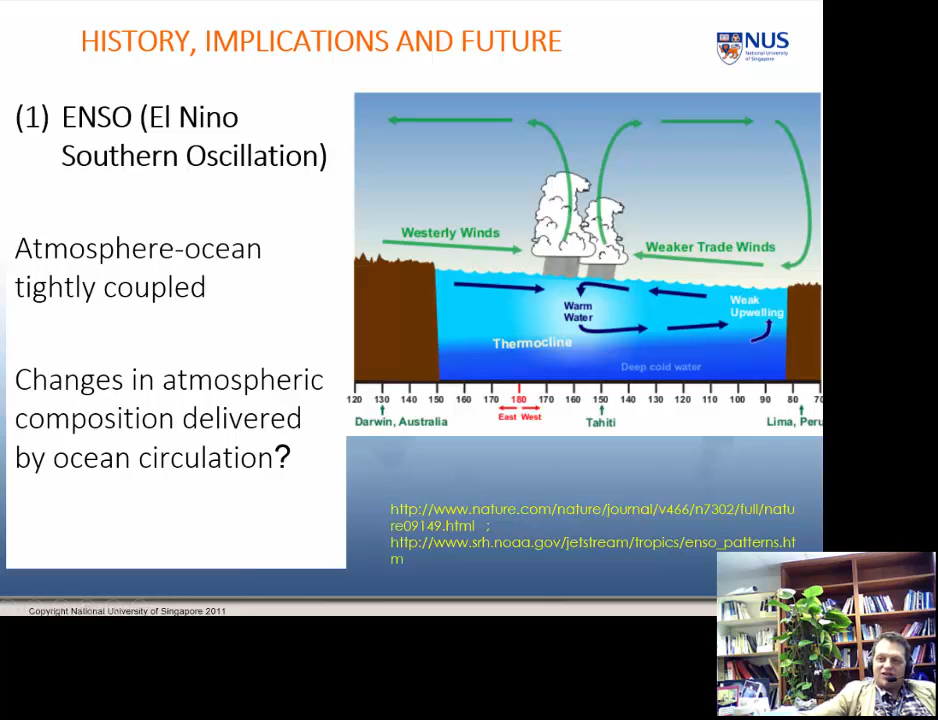 HISTORY, IMPLICATIONS AND FUTURE
NUS
National University
of Singapore
(1) ENSO (El Nino
Southern Oscillation)
Atmosphere-ocean
tightly coupled
Changes in atmospheric
composition delivered
by ocean circulation?
Westerly Winds
Weaker Trade Winds
Warm
Water
Weak
Upwelling
Thermocline
Deep cold water
120 130 140 150 160 170 180 170 160 150 140 130 120 110 100 90 80 70
East West
Darwin, Australia
Tahiti
Lima, Peru
http://www.nature.com/nature/journal/v466/n7302/full/natu
re09149.html ;
http://www.srh.noaa.gov/jetstream/tropics/enso_patterns.ht
m
Copyright National University of Singapore 2011